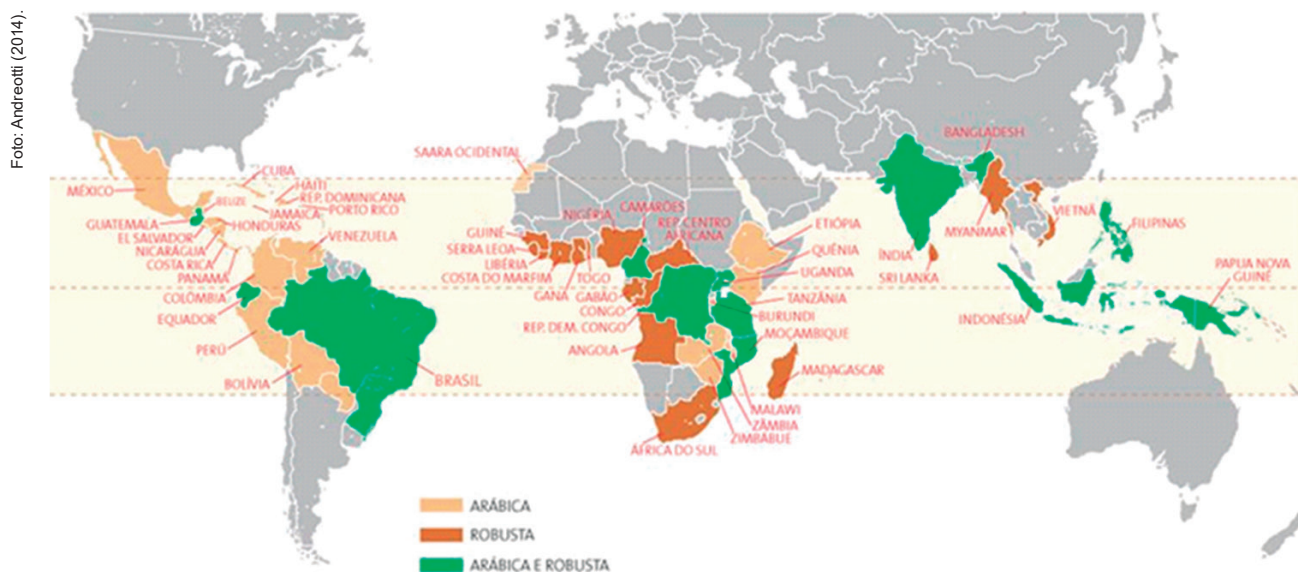 Foto: Andreotti (2014).
MÉXICO
CUBA
HAITI
REP. DOMINICANA
PORTO RICO
BELIZE
JAMAICA
GUATEMALA
HONDURAS
EL SALVADOR
NICARÁGUA
COSTA RICA
PANAMÁ
VENEZUELA
COLÔMBIA
EQUADOR
PERÚ
BOLÍVIA
BRASIL
SAARA OCIDENTAL
NIGÉRIA
CAMARÕES
REP. CENTRO
AFRICANA
GUINÉ
SERRA LEOA
LIBÉRIA
COSTA DO MARFIM
GANA
TOGO
GABÃO
CONGO
REP. DEM. CONGO
ANGOLA
ETIÓPIA
QUÊNIA
UGANDA
TANZÂNIA
BURUNDI
MOÇAMBIQUE
MADAGASCAR
MALAWI
ZÂMBIA
ZIMBÁBUE
ÁFRICA DO SUL
BANGLADESH
ÍNDIA
SRI LANKA
MYANMAR
VIETNÃ
FILIPINAS
INDONÉSIA
PAPUA NOVA
GUINÉ
ARÁBICA
ROBUSTA
ARÁBICA E ROBUSTA